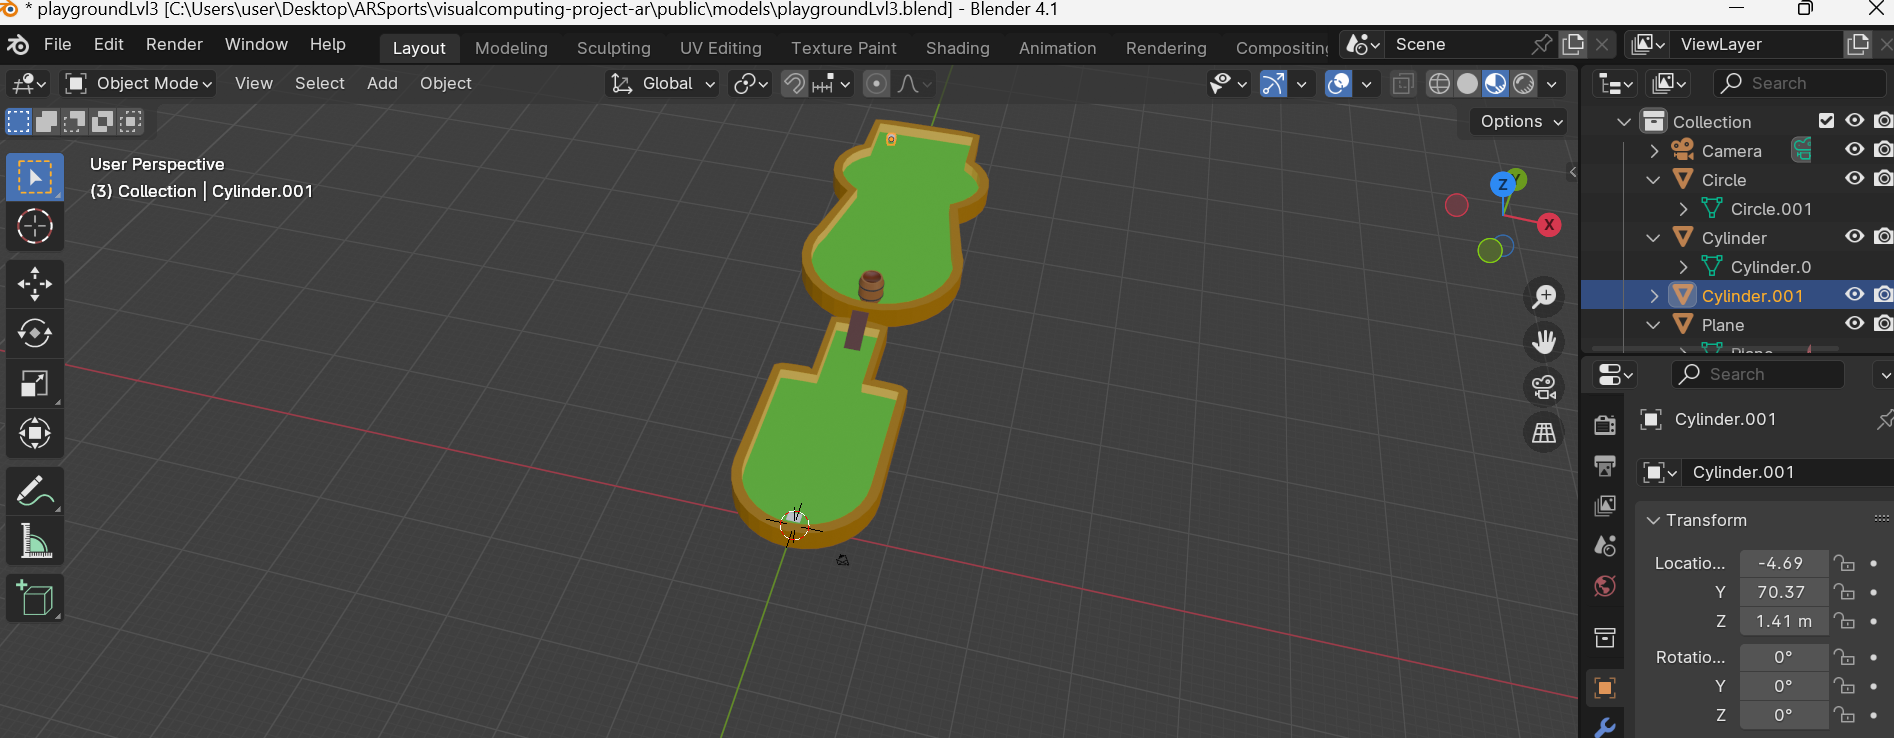 * playgroundLvl3 [C:\Users\user\Desktop\ARSports\visualcomputing-project-ar\public\models\playgroundLvl3.blend] - Blender 4.1
File Edit Render Window Help Layout Modeling Sculpting UV Editing Texture Paint Shading Animation Rendering Compositing Scene ViewLayer
Object Mode View Select Add Object Global Search
Options
User Perspective
(3) Collection | Cylinder.001
Z Y
X
Collection
Camera
Circle
Circle.001
Cylinder
Cylinder.0
Cylinder.001
Plane
Plane
Search
Cylinder.001
Cylinder.001
Transform
Locatio... -4.69
Y 70.37
Z 1.41 m
Rotatio... 0°
Y 0°
Z 0°